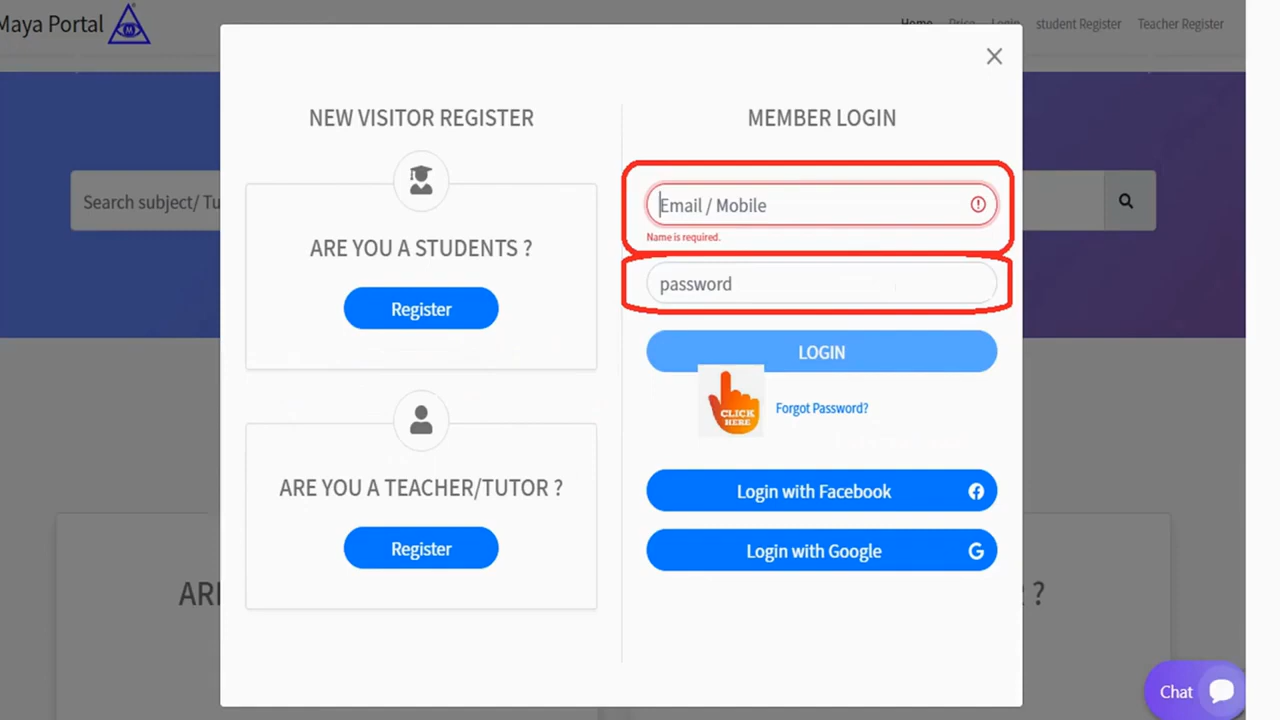 Maya Portal
M
Home Price Login student Register Teacher Register
NEW VISITOR REGISTER
ARE YOU A STUDENTS ?
Register
ARE YOU A TEACHER/TUTOR ?
Register
MEMBER LOGIN
Email / Mobile
Name is required.
password
LOGIN
CLICK
HERE
Forgot Password?
Login with Facebook
Login with Google
Search subject/ Tu
AR
?
Chat